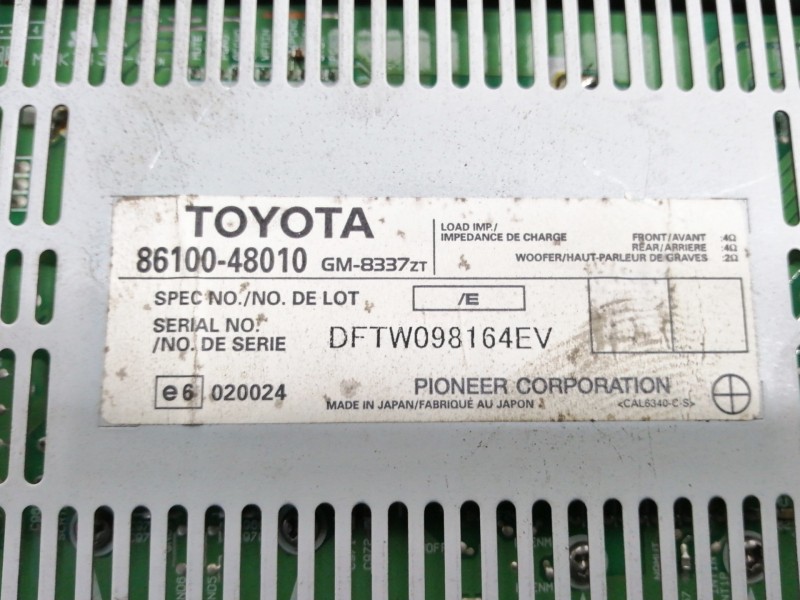 TOYOTA
86100-48010 GM-8337ZT
LOAD IMP./
IMPEDANCE DE CHARGE
FRONT/AVANT :4Ω
REAR/ARRIERE :4Ω
WOOFER/HAUT-PARLEUR DE GRAVES :2Ω
SPEC NO./NO. DE LOT /E
SERIAL NO.
/NO. DE SERIE DFTW098164EV
e6 020024
PIONEER CORPORATION
MADE IN JAPAN/FABRIQUÉ AU JAPON <CAL6340-C-S>